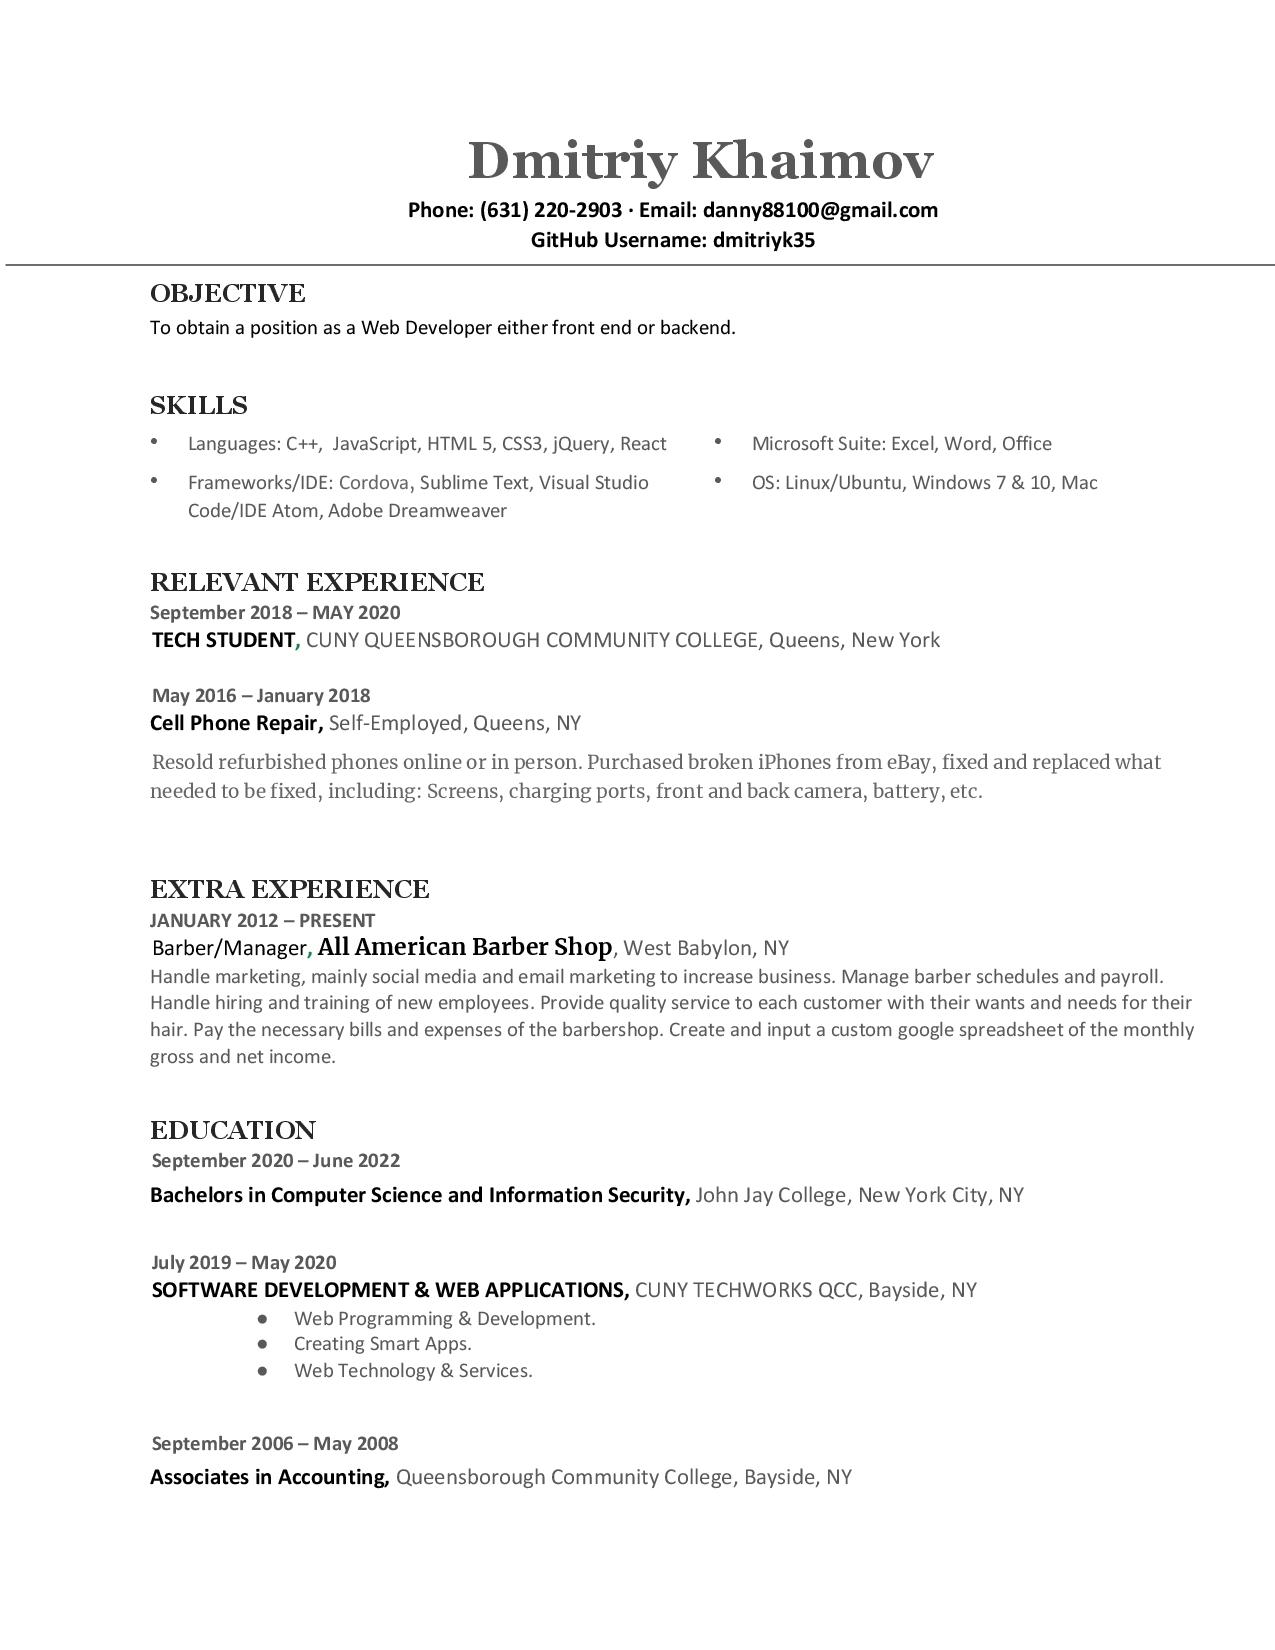 Dmitriy Khaimov
Phone: (631) 220-2903 · Email: danny88100@gmail.com
GitHub Username: dmitriyk35
OBJECTIVE
To obtain a position as a Web Developer either front end or backend.
SKILLS
• Languages: C++,  JavaScript, HTML 5, CSS3, jQuery, React
• Frameworks/IDE: Cordova, Sublime Text, Visual Studio
Code/IDE Atom, Adobe Dreamweaver
• Microsoft Suite: Excel, Word, Office
• OS: Linux/Ubuntu, Windows 7 & 10, Mac
RELEVANT EXPERIENCE
September 2018 – MAY 2020
TECH STUDENT, CUNY QUEENSBOROUGH COMMUNITY COLLEGE, Queens, New York
May 2016 – January 2018
Cell Phone Repair, Self-Employed, Queens, NY
Resold refurbished phones online or in person. Purchased broken iPhones from eBay, fixed and replaced what
needed to be fixed, including: Screens, charging ports, front and back camera, battery, etc.
EXTRA EXPERIENCE
JANUARY 2012 – PRESENT
Barber/Manager, All American Barber Shop, West Babylon, NY
Handle marketing, mainly social media and email marketing to increase business. Manage barber schedules and payroll.
Handle hiring and training of new employees. Provide quality service to each customer with their wants and needs for their
hair. Pay the necessary bills and expenses of the barbershop. Create and input a custom google spreadsheet of the monthly
gross and net income.
EDUCATION
September 2020 – June 2022
Bachelors in Computer Science and Information Security, John Jay College, New York City, NY
July 2019 – May 2020
SOFTWARE DEVELOPMENT & WEB APPLICATIONS, CUNY TECHWORKS QCC, Bayside, NY
● Web Programming & Development.
● Creating Smart Apps.
● Web Technology & Services.
September 2006 – May 2008
Associates in Accounting, Queensborough Community College, Bayside, NY